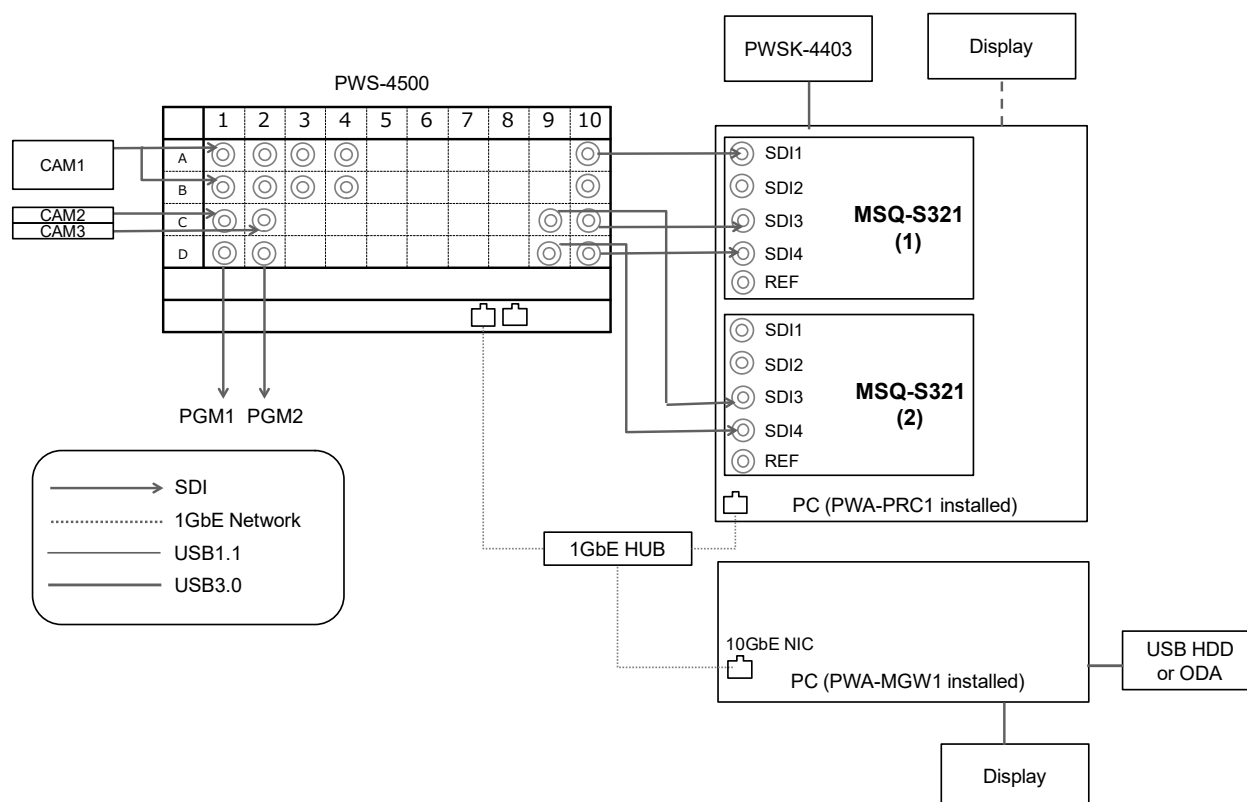 PWSK-4403
Display
PWS-4500
1 2 3 4 5 6 7 8 9 10
A
B
C
D
CAM1
CAM2
CAM3
PGM1 PGM2
SDI1
SDI2
SDI3
SDI4
REF
MSQ-S321
(1)
SDI1
SDI2
SDI3
SDI4
REF
MSQ-S321
(2)
PC (PWA-PRC1 installed)
SDI
1GbE Network
USB1.1
USB3.0
1GbE HUB
10GbE NIC
PC (PWA-MGW1 installed)
USB HDD
or ODA
Display